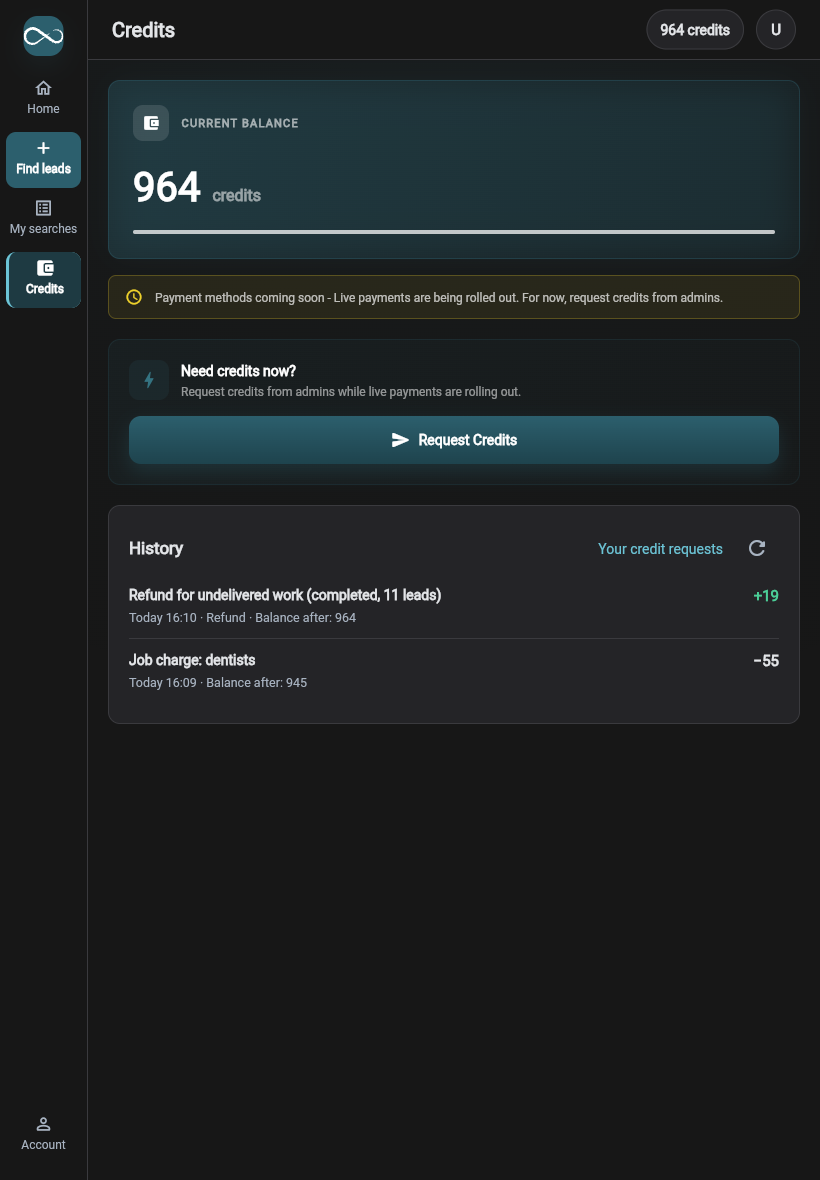 Credits
964 credits
U
Home
Find leads
My searches
Credits
CURRENT BALANCE
964 credits
Payment methods coming soon - Live payments are being rolled out. For now, request credits from admins.
Need credits now?
Request credits from admins while live payments are rolling out.
Request Credits
History
Your credit requests
Refund for undelivered work (completed, 11 leads)
+19
Today 16:10 · Refund · Balance after: 964
Job charge: dentists
−55
Today 16:09 · Balance after: 945
Account